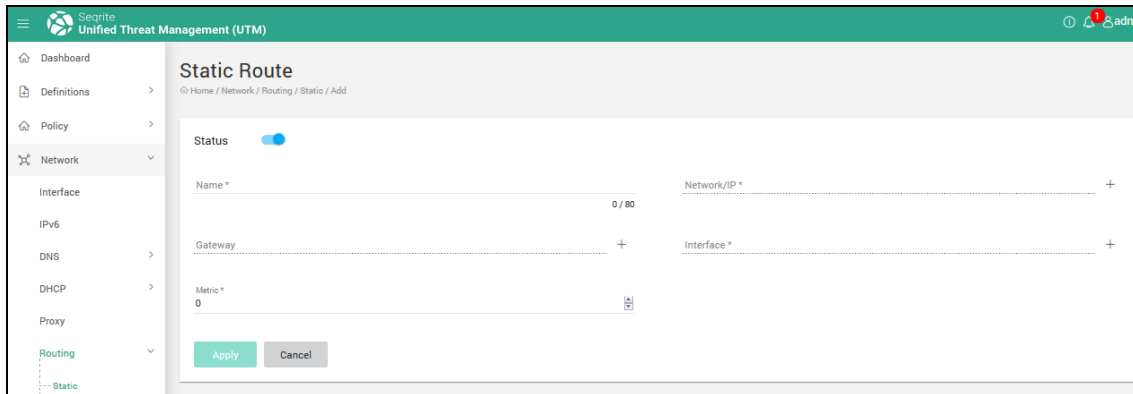 Seqrite
Unified Threat Management (UTM)
1
adm
Dashboard
Definitions
Policy
Network
Interface
IPv6
DNS
DHCP
Proxy
Routing
Static
Static Route
Home / Network / Routing / Static / Add
Status
Name *
0 / 80
Network/IP *
Gateway
Interface *
Metric *
0
Apply
Cancel